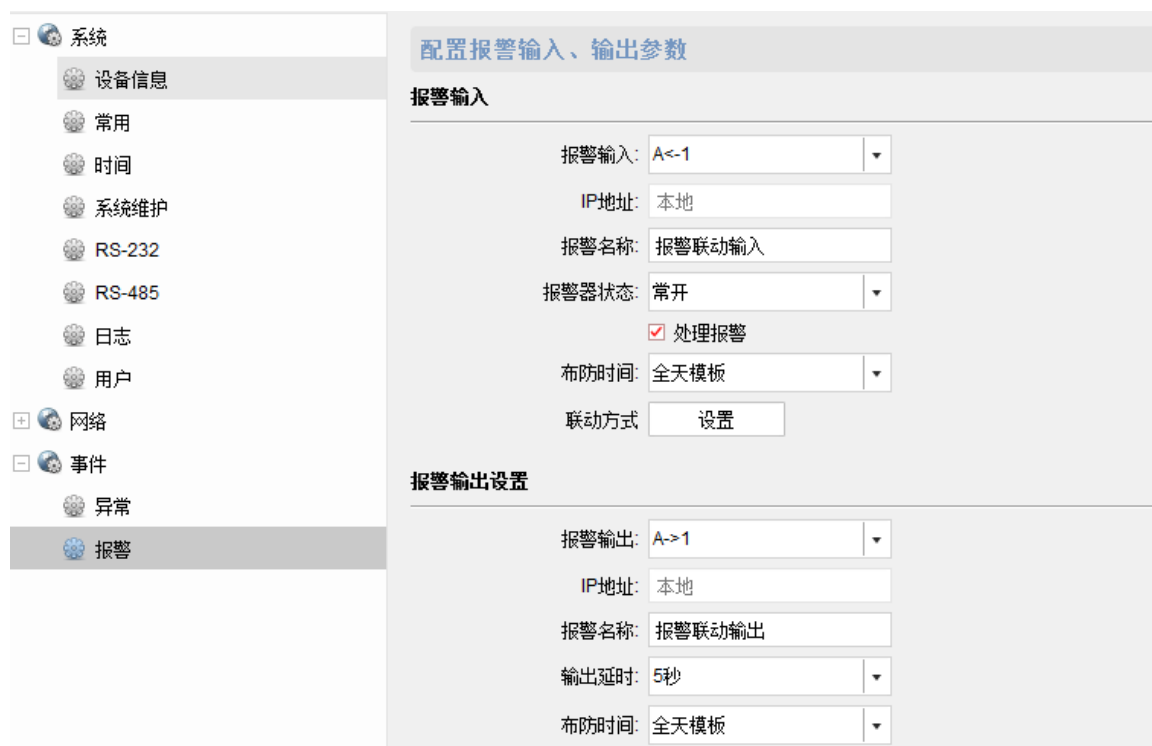 系统
设备信息
常用
时间
系统维护
RS-232
RS-485
日志
用户
网络
事件
异常
报警
配置报警输入、输出参数
报警输入
报警输入: A<-1
IP地址: 本地
报警名称: 报警联动输入
报警器状态: 常开
处理报警
布防时间: 全天模板
联动方式 设置
报警输出设置
报警输出: A->1
IP地址: 本地
报警名称: 报警联动输出
输出延时: 5秒
布防时间: 全天模板